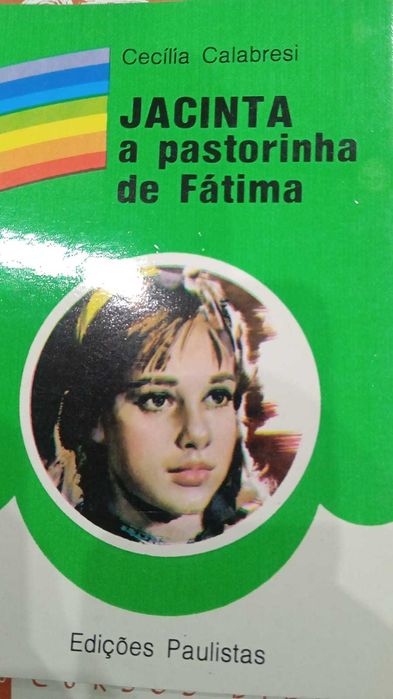 Cecília Calabresi
JACINTA
a pastorinha
de Fátima
Edições Paulistas